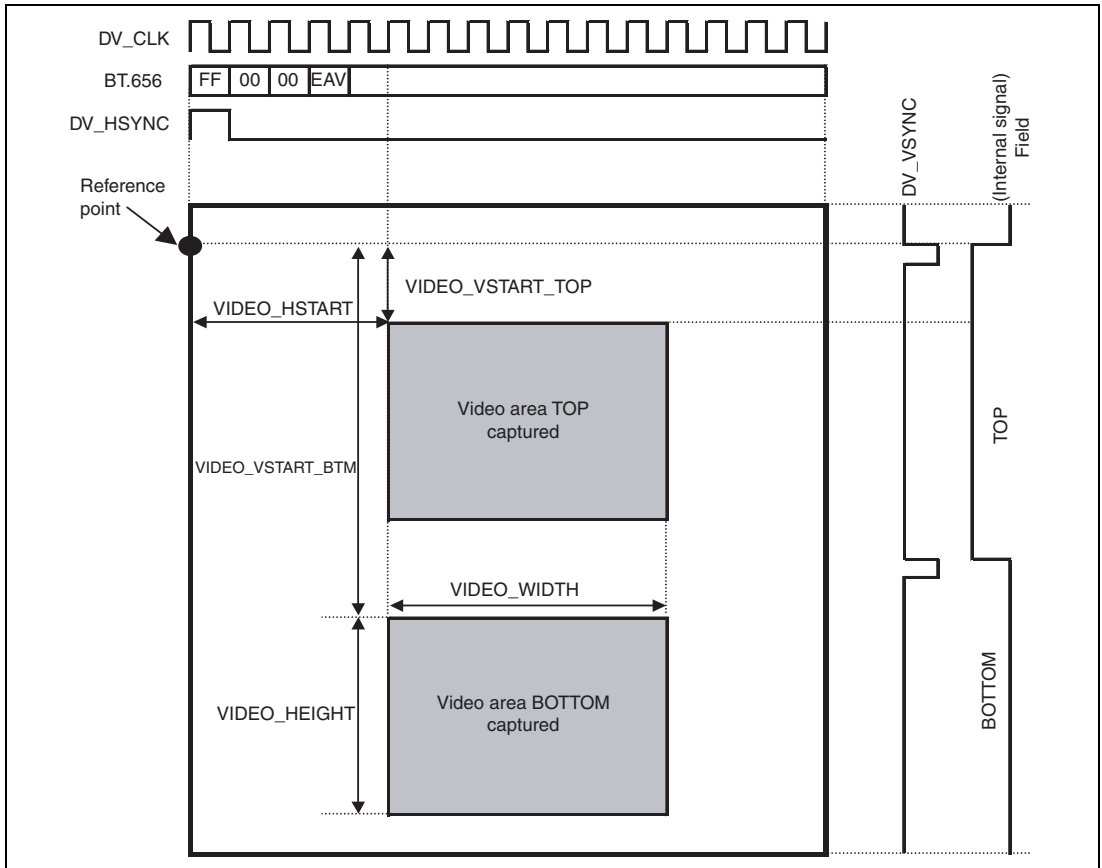 DV_CLK
BT.656
FF 00 00 EAV
DV_HSYNC
DV_VSYNC
(Internal signal)
Field
Reference
point
VIDEO_VSTART_TOP
VIDEO_HSTART
Video area TOP
captured
TOP
VIDEO_VSTART_BTM
VIDEO_WIDTH
VIDEO_HEIGHT
Video area BOTTOM
captured
BOTTOM